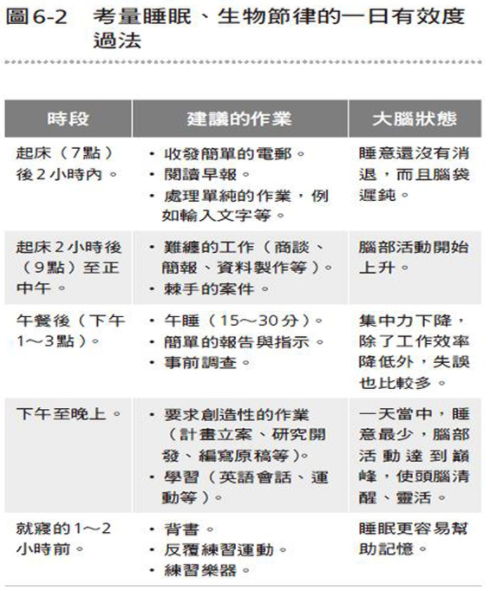 圖6-2 考量睡眠、生物節律的一日有效度
過法
時段 建議的作業 大腦狀態
起床（7點）
後2小時內。
・收發簡單的電郵。
・閱讀早報。
・處理單純的作業，例
如輸入文字等。
睡意還沒有消
退，而且腦袋
遲鈍。
起床2小時後
（9點）至正
中午。
・難纏的工作（商談、
簡報、資料製作等）。
・棘手的案件。
腦部活動開始
上升。
午餐後（下午
1～3點）。
・午睡（15～30分）。
・簡單的報告與指示。
・事前調查。
集中力下降，
除了工作效率
降低外，失誤
也比較多。
下午至晚上。
・要求創造性的作業
（計畫立案、研究開
發、編寫原稿等）。
・學習（英語會話、運
動等）。
一天當中，睡
意最少，腦部
活動達到巔
峰，使頭腦清
醒、靈活。
就寢的1～2
小時前。
・背書。
・反覆練習運動。
・練習樂器。
睡眠更容易幫
助記憶。